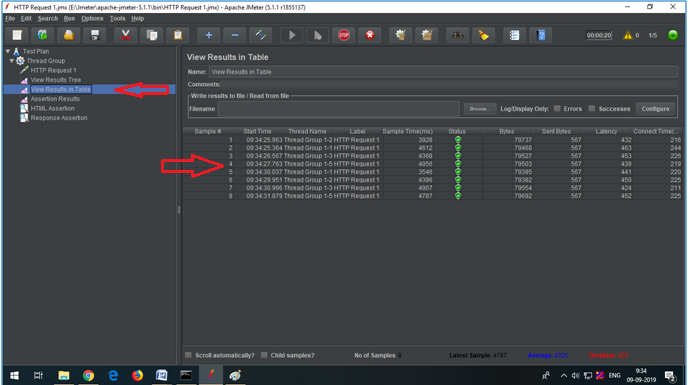 HTTP Request 1.jmx (E:\Jmeter\apache-jmeter-5.1.1\bin\HTTP Request 1.jmx) - Apache JMeter (5.1.1 r1855137)
File Edit Search Run Options Tools Help
00:00:20 0 1/5
Test Plan
Thread Group
HTTP Request 1
View Results Tree
View Results in Table
Assertion Results
HTML Assertion
Response Assertion
View Results in Table
Name: View Results in Table
Comments:
Write results to file / Read from file
Filename Browse... Log/Display Only: Errors Successes Configure
Sample # Start Time Thread Name Label Sample Time(ms) Status Bytes Sent Bytes Latency Connect Time(...
1 09:34:25.963 Thread Group 1-2 HTTP Request 1 3928 79737 567 432 216
2 09:34:25.364 Thread Group 1-1 HTTP Request 1 4612 79468 567 463 244
3 09:34:26.567 Thread Group 1-3 HTTP Request 1 4368 79527 567 453 226
4 09:34:27.763 Thread Group 1-5 HTTP Request 1 4056 79503 567 439 219
5 09:34:30.037 Thread Group 1-1 HTTP Request 1 3546 79395 567 441 220
6 09:34:29.951 Thread Group 1-2 HTTP Request 1 4396 79382 567 450 225
7 09:34:30.996 Thread Group 1-3 HTTP Request 1 4907 79554 567 424 211
8 09:34:31.879 Thread Group 1-5 HTTP Request 1 4787 79692 567 452 225
Scroll automatically? Child samples? No of Samples 8 Latest Sample 4787 Average 4325 Deviation
ENG 9:34
09-09-2019